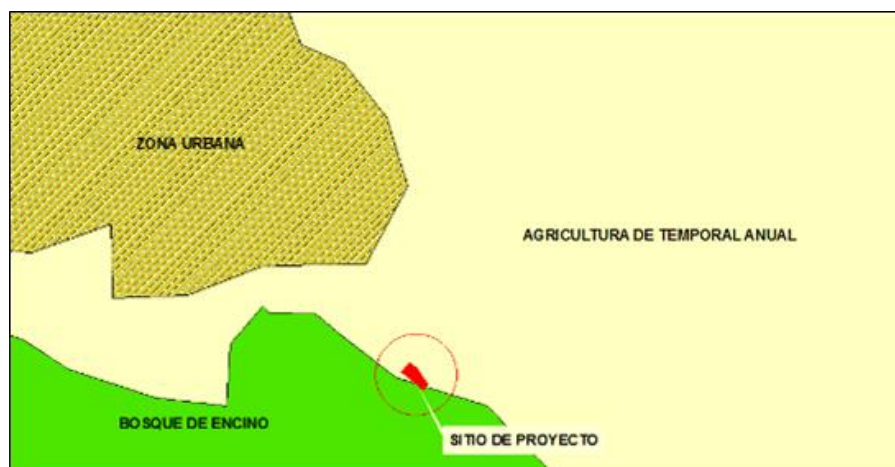 ZONA URBANA
AGRICULTURA DE TEMPORAL ANUAL
BOSQUE DE ENCINO
SITIO DE PROYECTO